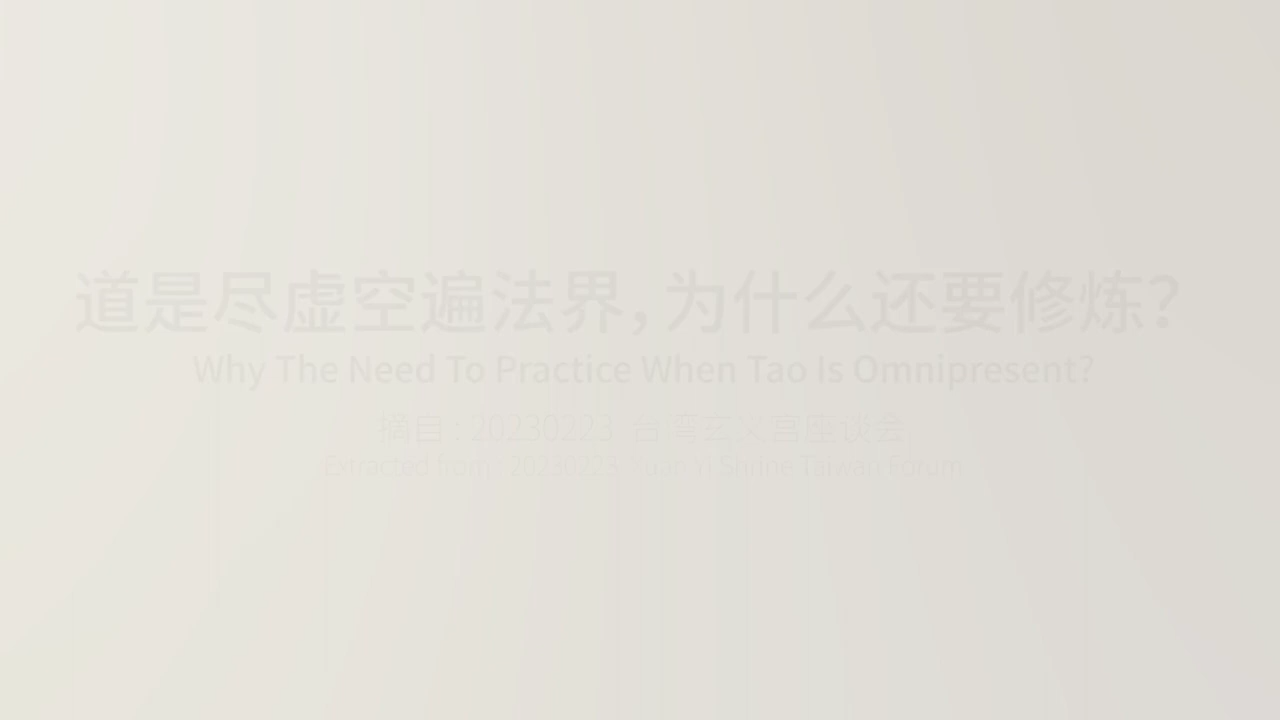 道是尽虚空遍法界，为什么还要修炼？
Why The Need To Practice When Tao Is Omnipresent?
摘自 : 20230223 台湾玄义宫座谈会
Extracted from : 20230223 Xuan Yi Shrine Taiwan Forum